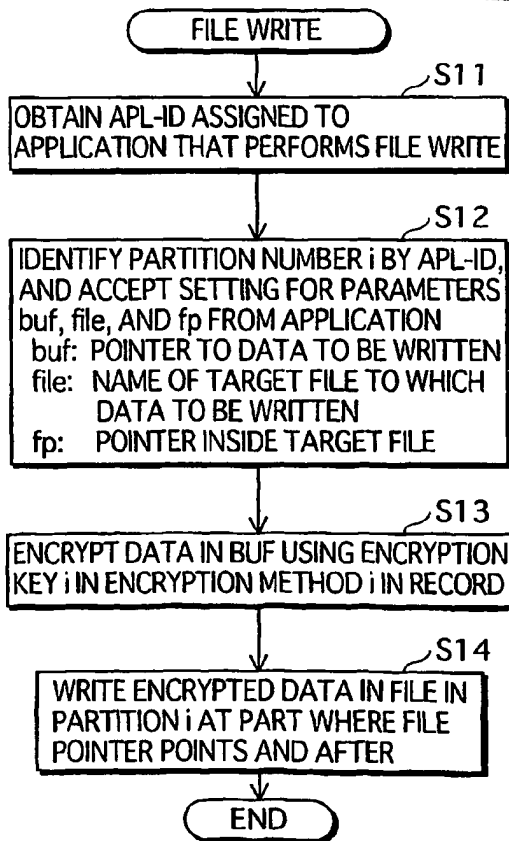 FILE WRITE
S11
OBTAIN APL-ID ASSIGNED TO
APPLICATION THAT PERFORMS FILE WRITE
S12
IDENTIFY PARTITION NUMBER i BY APL-ID,
AND ACCEPT SETTING FOR PARAMETERS
buf, file, AND fp FROM APPLICATION
buf: POINTER TO DATA TO BE WRITTEN
file: NAME OF TARGET FILE TO WHICH
DATA TO BE WRITTEN
fp: POINTER INSIDE TARGET FILE
S13
ENCRYPT DATA IN BUF USING ENCRYPTION
KEY i IN ENCRYPTION METHOD i IN RECORD
S14
WRITE ENCRYPTED DATA IN FILE IN
PARTITION i AT PART WHERE FILE
POINTER POINTS AND AFTER
END